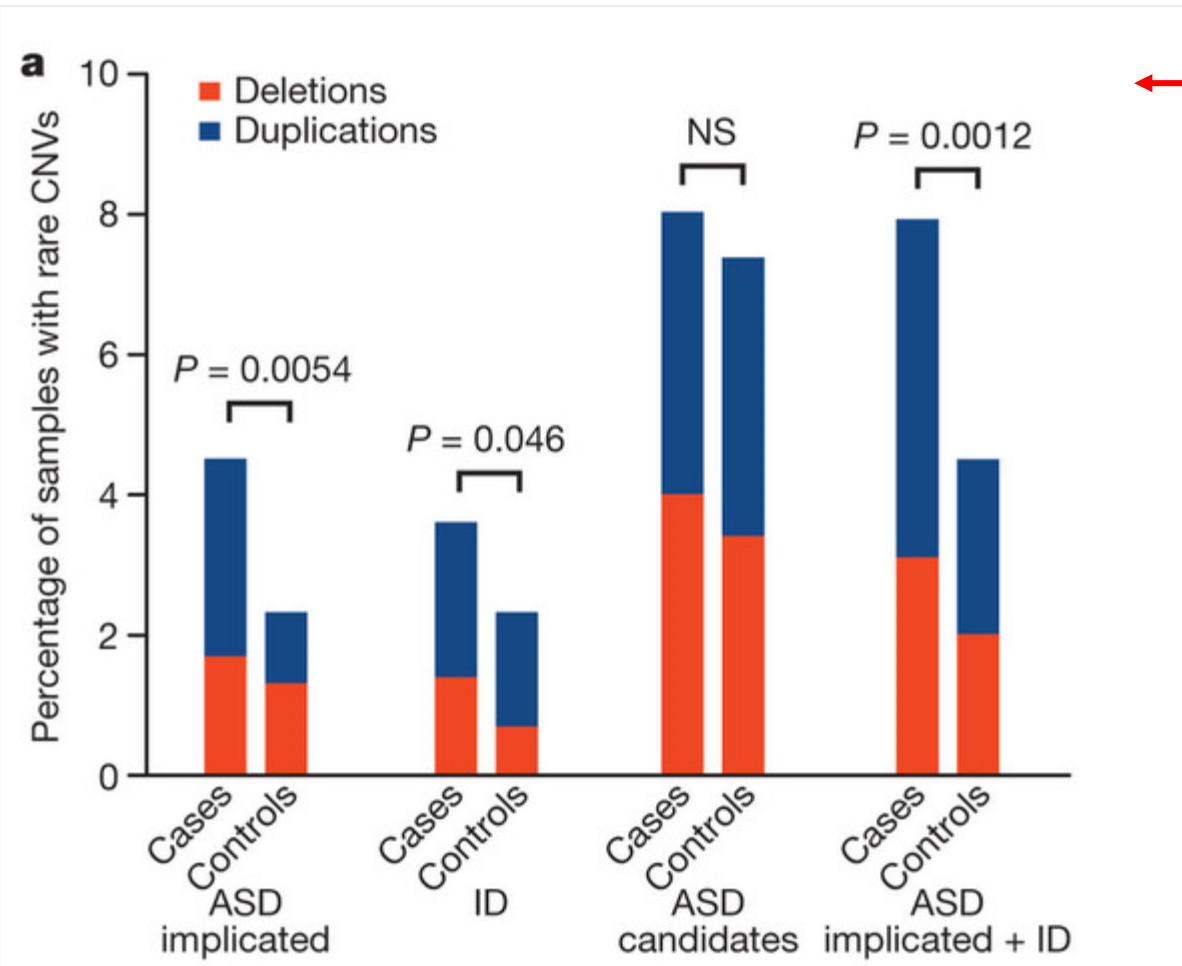 a
10
Deletions
Duplications
NS
P = 0.0012
8
6
P = 0.0054
P = 0.046
4
2
0
Percentage of samples with rare CNVs
Cases
Controls
Cases
Controls
Cases
Controls
Cases
Controls
ASD
implicated
ID
ASD
candidates
ASD
implicated + ID